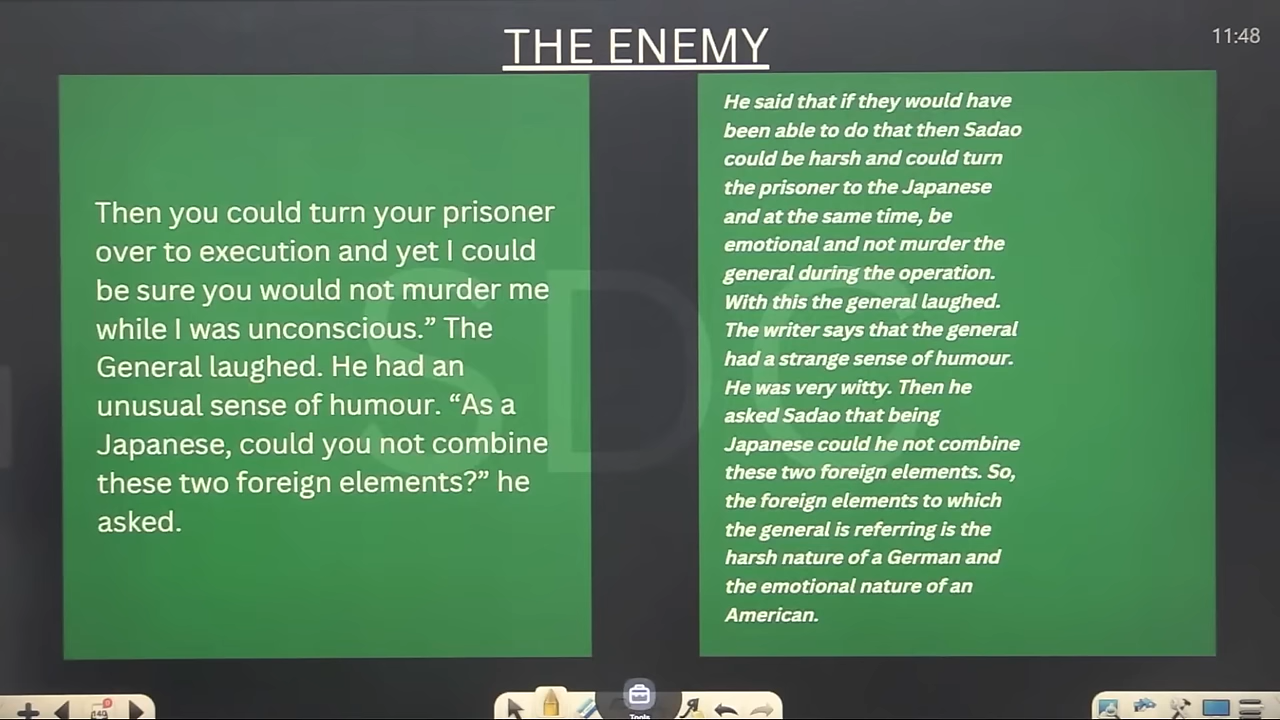 THE ENEMY
11:48
Then you could turn your prisoner
over to execution and yet I could
be sure you would not murder me
while I was unconscious.” The
General laughed. He had an
unusual sense of humour. “As a
Japanese, could you not combine
these two foreign elements?” he
asked.
He said that if they would have
been able to do that then Sadao
could be harsh and could turn
the prisoner to the Japanese
and at the same time, be
emotional and not murder the
general during the operation.
With this the general laughed.
The writer says that the general
had a strange sense of humour.
He was very witty. Then he
asked Sadao that being
Japanese could he not combine
these two foreign elements. So,
the foreign elements to which
the general is referring is the
harsh nature of a German and
the emotional nature of an
American.
SDC
140
Tools